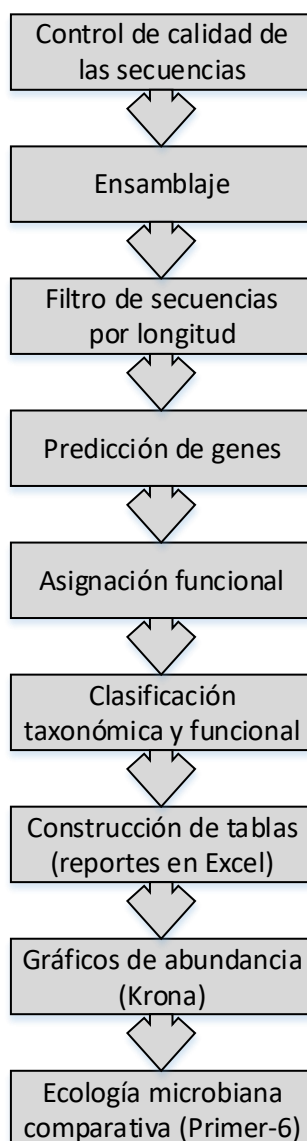 Control de calidad de
las secuencias
Ensamblaje
Filtro de secuencias
por longitud
Predicción de genes
Asignación funcional
Clasificación
taxonómica y funcional
Construcción de tablas
(reportes en Excel)
Gráficos de abundancia
(Krona)
Ecología microbiana
comparativa (Primer-6)